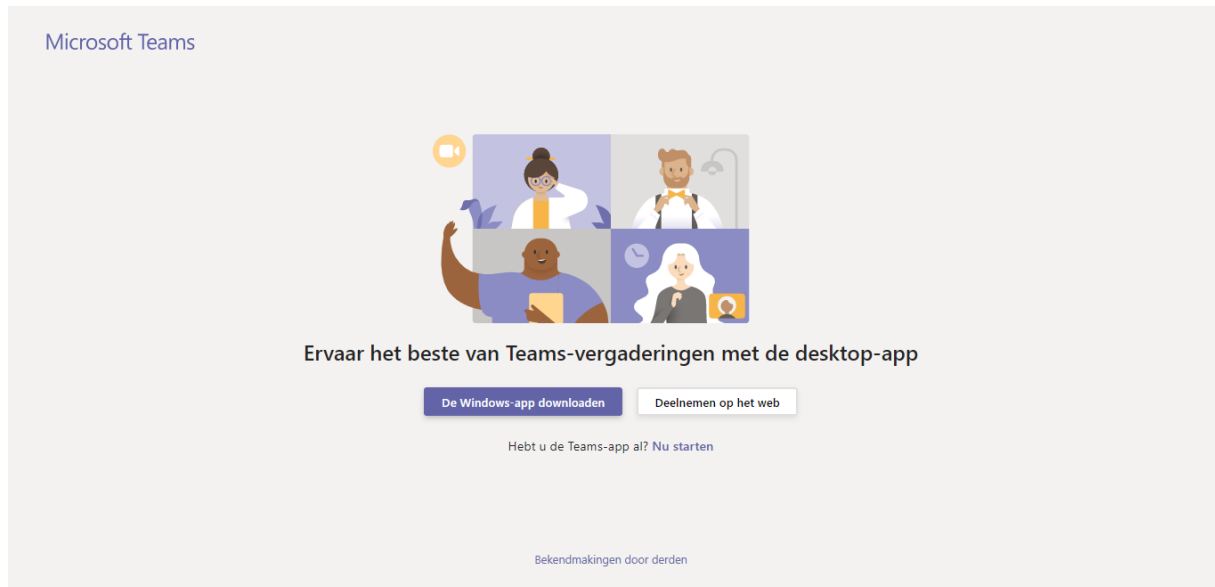 Microsoft Teams
Ervaar het beste van Teams-vergaderingen met de desktop-app
De Windows-app downloaden
Deelnemen op het web
Hebt u de Teams-app al? Nu starten
Bekendmakingen door derden